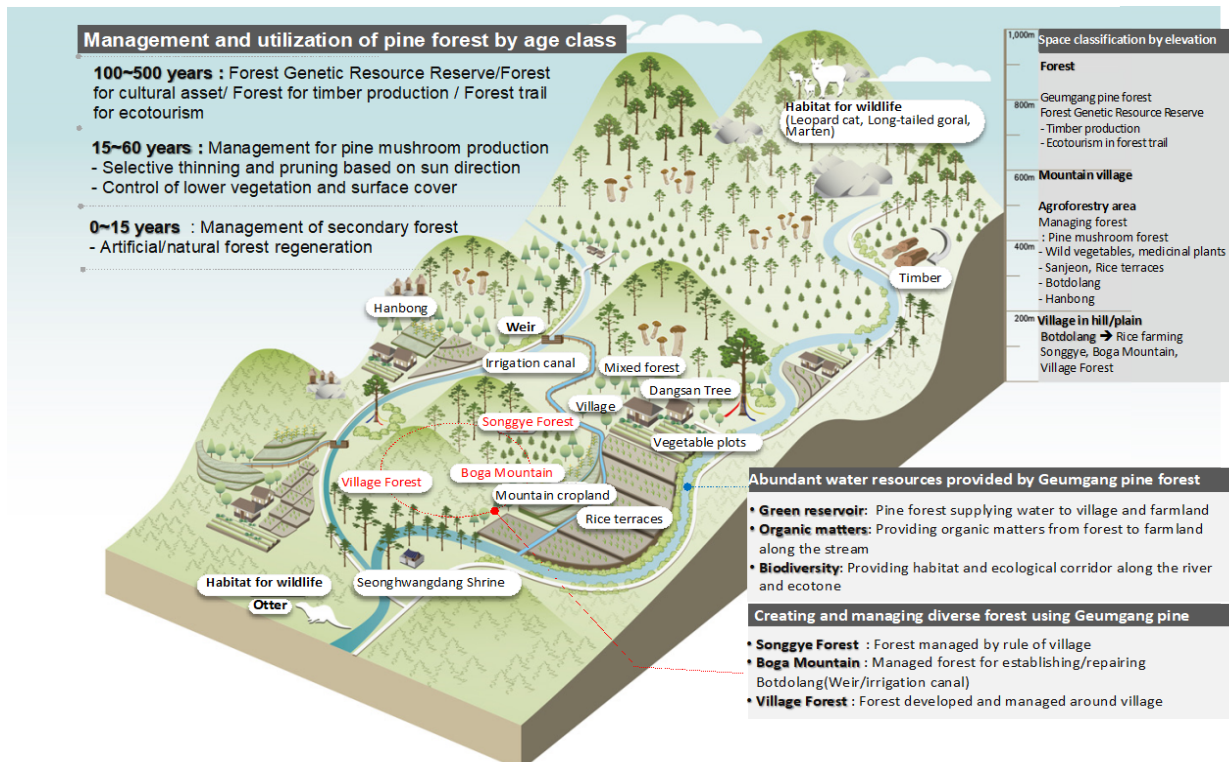 Management and utilization of pine forest by age class
100~500 years : Forest Genetic Resource Reserve/Forest
for cultural asset/ Forest for timber production / Forest trail
for ecotourism
15~60 years : Management for pine mushroom production
- Selective thinning and pruning based on sun direction
- Control of lower vegetation and surface cover
0~15 years : Management of secondary forest
- Artificial/natural forest regeneration
Habitat for wildlife
(Leopard cat, Long-tailed goral,
Marten)
1,000m
800m
600m
400m
200m
Space classification by elevation
Forest
Geumgang pine forest
Forest Genetic Resource Reserve
- Timber production
- Ecotourism in forest trail
Mountain village
Agroforestry area
Managing forest
: Pine mushroom forest
- Wild vegetables, medicinal plants
- Sanjeon, Rice terraces
- Botdolang
- Hanbong
Village in hill/plain
Botdolang ➔ Rice farming
Songgye, Boga Mountain,
Village Forest
Timber
Hanbong
Weir
Irrigation canal
Mixed forest
Dangsan Tree
Village
Songgye Forest
Vegetable plots
Boga Mountain
Village Forest
Mountain cropland
Rice terraces
Seonghwangdang Shrine
Habitat for wildlife
Otter
Abundant water resources provided by Geumgang pine forest
• Green reservoir: Pine forest supplying water to village and farmland
• Organic matters: Providing organic matters from forest to farmland
along the stream
• Biodiversity: Providing habitat and ecological corridor along the river
and ecotone
Creating and managing diverse forest using Geumgang pine
• Songgye Forest : Forest managed by rule of village
• Boga Mountain : Managed forest for establishing/repairing
Botdolang(Weir/irrigation canal)
• Village Forest : Forest developed and managed around village